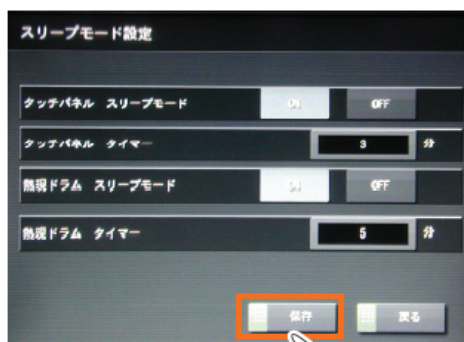 スリープモード設定
タッチパネル スリープモード ON OFF
タッチパネル タイマー 3 分
熱現ドラム スリープモード ON OFF
熱現ドラム タイマー 5 分
保存 戻る